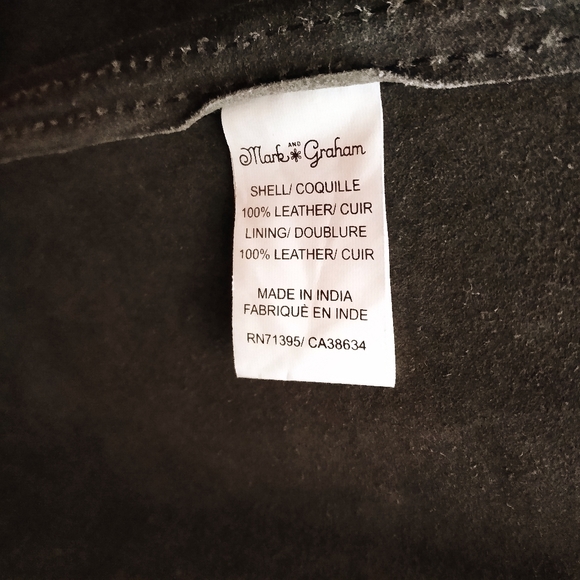 Mark AND Graham
SHELL/ COQUILLE
100% LEATHER/ CUIR
LINING/ DOUBLURE
100% LEATHER/ CUIR
MADE IN INDIA
FABRIQUÈ EN INDE
RN71395/ CA38634